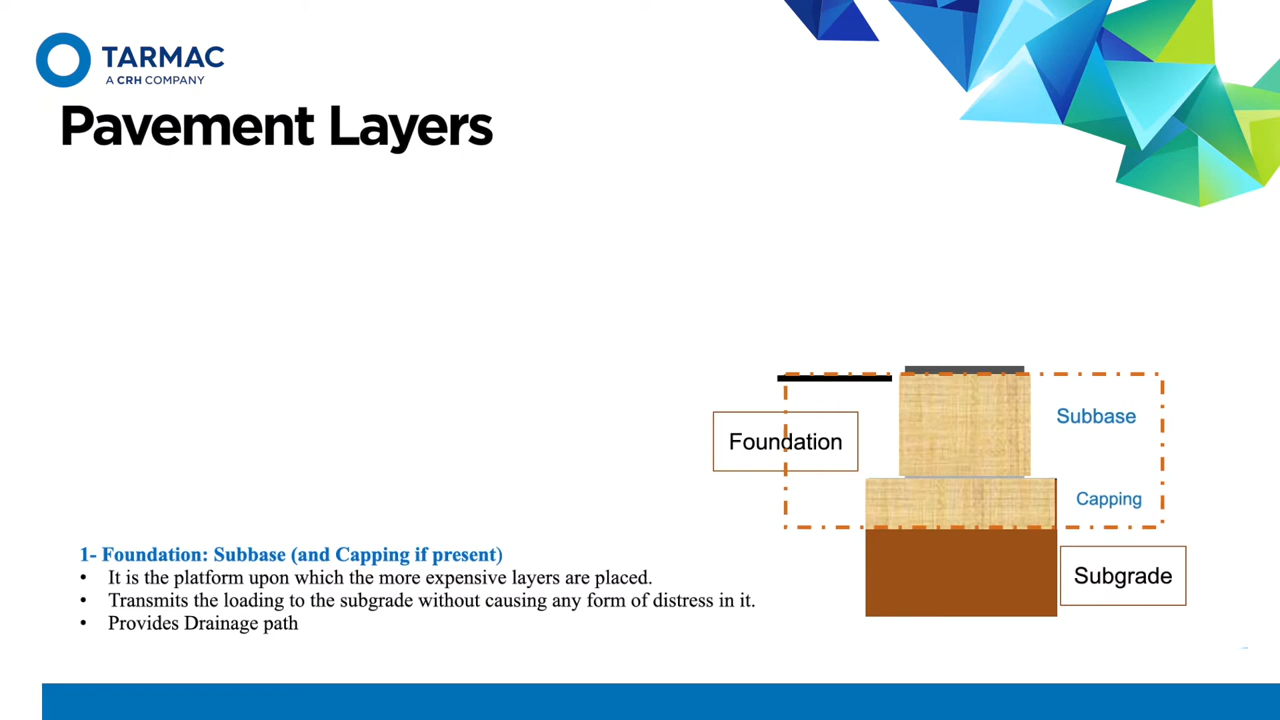 TARMAC
A CRH COMPANY
Pavement Layers
Subbase
Foundation
Capping
Subgrade
1- Foundation: Subbase (and Capping if present)
• It is the platform upon which the more expensive layers are placed.
• Transmits the loading to the subgrade without causing any form of distress in it.
• Provides Drainage path